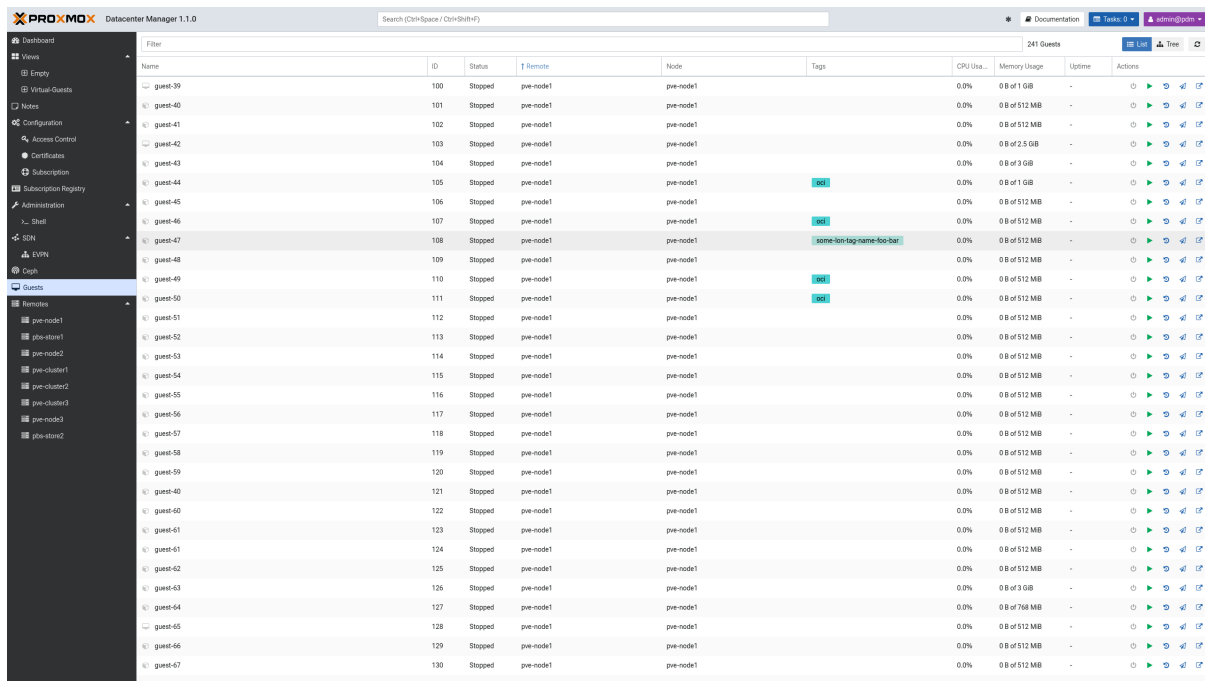 PROXMOX Datacenter Manager 1.1.0 Search (Ctrl+Space / Ctrl+Shift+F) Documentation Tasks: 0 admin@pdm
Dashboard
Views
Empty
Virtual-Guests
Notes
Configuration
Access Control
Certificates
Subscription
Subscription Registry
Administration
Shell
SDN
EVPN
Ceph
Guests
Remotes
pve-node1
pbs-store1
pve-node2
pve-cluster1
pve-cluster2
pve-cluster3
pve-node3
pbs-store2
Filter 241 Guests List Tree
Name ID Status Remote Node Tags CPU Usa... Memory Usage Uptime Actions
guest-39 100 Stopped pve-node1 pve-node1 0.0% 0 B of 1 GiB -
guest-40 101 Stopped pve-node1 pve-node1 0.0% 0 B of 512 MiB -
guest-41 102 Stopped pve-node1 pve-node1 0.0% 0 B of 512 MiB -
guest-42 103 Stopped pve-node1 pve-node1 0.0% 0 B of 2.5 GiB -
guest-43 104 Stopped pve-node1 pve-node1 0.0% 0 B of 3 GiB -
guest-44 105 Stopped pve-node1 pve-node1 oci 0.0% 0 B of 1 GiB -
guest-45 106 Stopped pve-node1 pve-node1 0.0% 0 B of 512 MiB -
guest-46 107 Stopped pve-node1 pve-node1 oci 0.0% 0 B of 512 MiB -
guest-47 108 Stopped pve-node1 pve-node1 some-lon-tag-name-foo-bar 0.0% 0 B of 512 MiB -
guest-48 109 Stopped pve-node1 pve-node1 0.0% 0 B of 512 MiB -
guest-49 110 Stopped pve-node1 pve-node1 oci 0.0% 0 B of 512 MiB -
guest-50 111 Stopped pve-node1 pve-node1 oci 0.0% 0 B of 512 MiB -
guest-51 112 Stopped pve-node1 pve-node1 0.0% 0 B of 512 MiB -
guest-52 113 Stopped pve-node1 pve-node1 0.0% 0 B of 512 MiB -
guest-53 114 Stopped pve-node1 pve-node1 0.0% 0 B of 512 MiB -
guest-54 115 Stopped pve-node1 pve-node1 0.0% 0 B of 512 MiB -
guest-55 116 Stopped pve-node1 pve-node1 0.0% 0 B of 512 MiB -
guest-56 117 Stopped pve-node1 pve-node1 0.0% 0 B of 512 MiB -
guest-57 118 Stopped pve-node1 pve-node1 0.0% 0 B of 512 MiB -
guest-58 119 Stopped pve-node1 pve-node1 0.0% 0 B of 512 MiB -
guest-59 120 Stopped pve-node1 pve-node1 0.0% 0 B of 512 MiB -
guest-40 121 Stopped pve-node1 pve-node1 0.0% 0 B of 512 MiB -
guest-60 122 Stopped pve-node1 pve-node1 0.0% 0 B of 512 MiB -
guest-61 123 Stopped pve-node1 pve-node1 0.0% 0 B of 512 MiB -
guest-61 124 Stopped pve-node1 pve-node1 0.0% 0 B of 512 MiB -
guest-62 125 Stopped pve-node1 pve-node1 0.0% 0 B of 512 MiB -
guest-63 126 Stopped pve-node1 pve-node1 0.0% 0 B of 3 GiB -
guest-64 127 Stopped pve-node1 pve-node1 0.0% 0 B of 768 MiB -
guest-65 128 Stopped pve-node1 pve-node1 0.0% 0 B of 512 MiB -
guest-66 129 Stopped pve-node1 pve-node1 0.0% 0 B of 512 MiB -
guest-67 130 Stopped pve-node1 pve-node1 0.0% 0 B of 512 MiB -